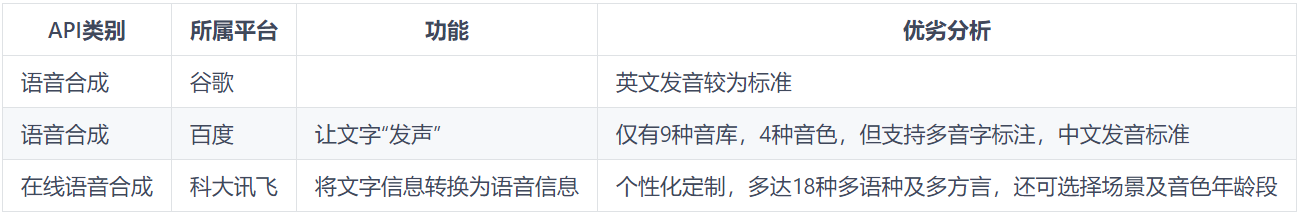 API类别 所属平台 功能 优劣分析
语音合成 谷歌 英文发音较为标准
语音合成 百度 让文字“发声” 仅有9种音库，4种音色，但支持多音字标注，中文发音标准
在线语音合成 科大讯飞 将文字信息转换为语音信息 个性化定制，多达18种多语种及多方言，还可选择场景及音色年龄段